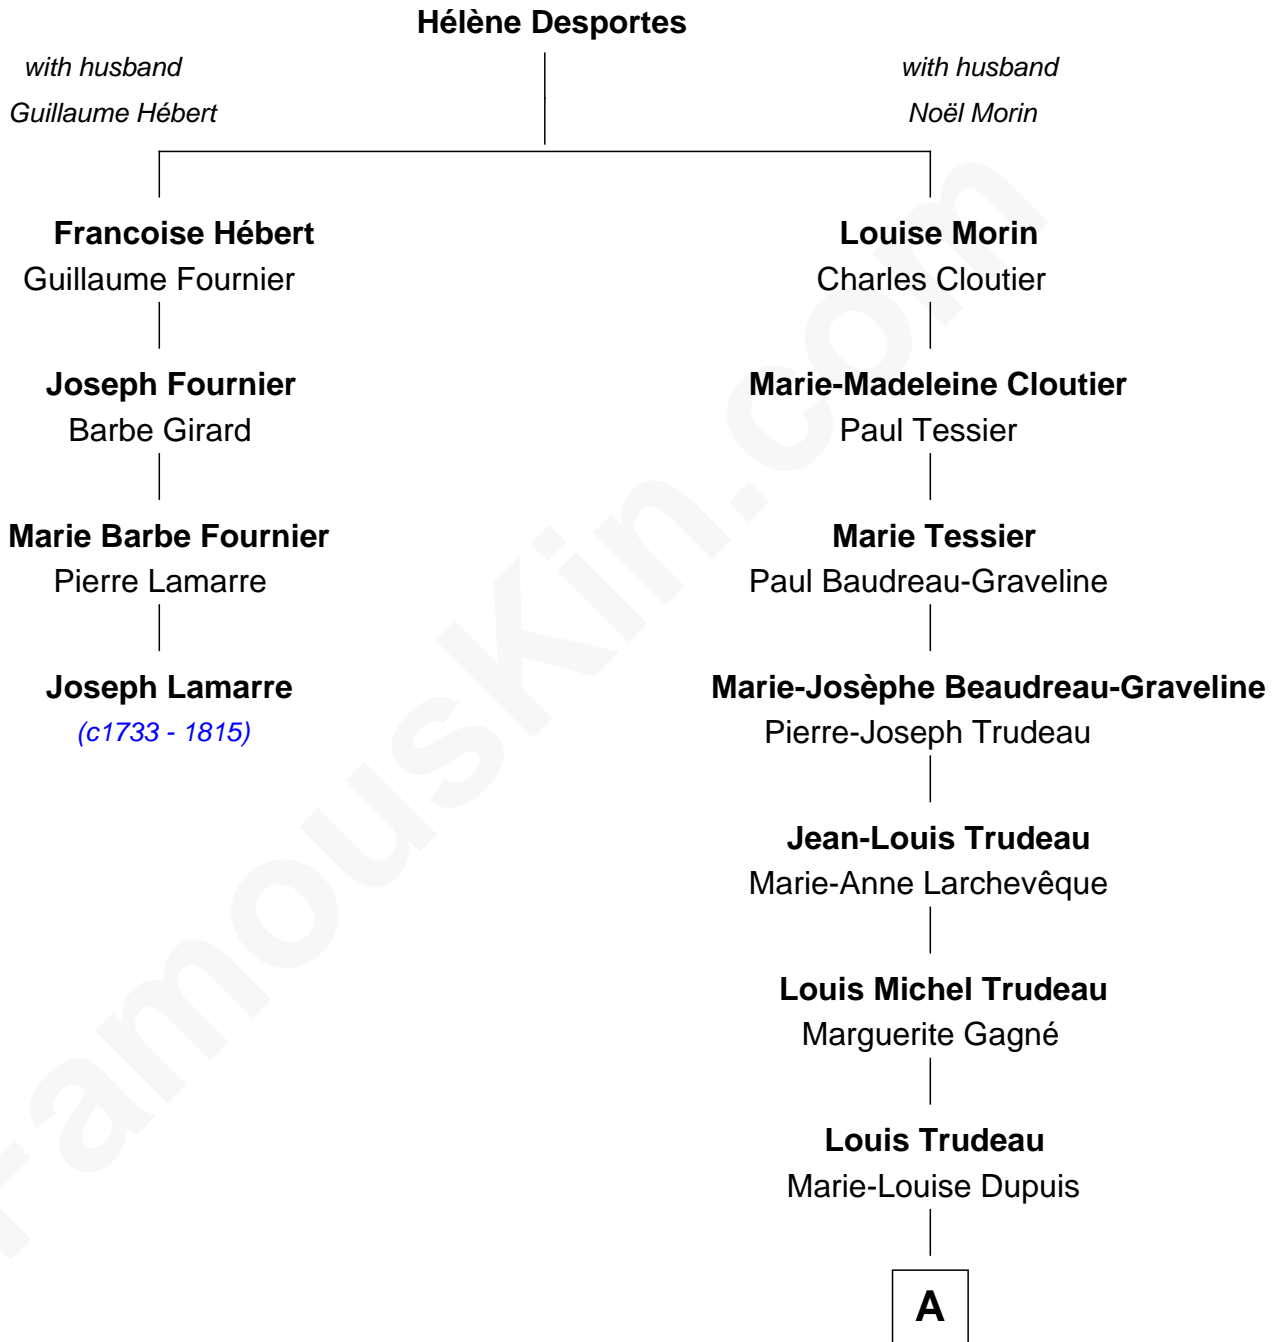 Hélène Desportes
with husband
Guillaume Hébert
with husband
Noël Morin
Francoise Hébert
Guillaume Fournier
Louise Morin
Charles Cloutier
Joseph Fournier
Barbe Girard
Marie-Madeleine Cloutier
Paul Tessier
Marie Barbe Fournier
Pierre Lamarre
Marie Tessier
Paul Baudreau-Graveline
Joseph Lamarre
(c1733 - 1815)
Marie-Josèphe Beaudreau-Graveline
Pierre-Joseph Trudeau
Jean-Louis Trudeau
Marie-Anne Larchevêque
Louis Michel Trudeau
Marguerite Gagné
Louis Trudeau
Marie-Louise Dupuis
A
FamousKin.com